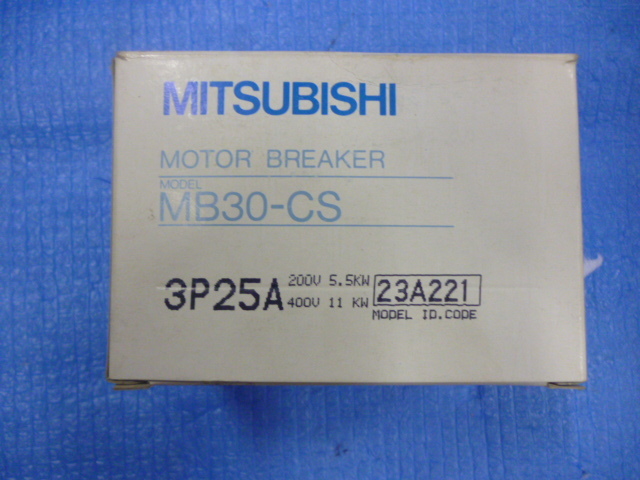 MITSUBISHI
MOTOR BREAKER
MODEL
MB30-CS
3P25A 200V 5.5KW 23A221
400V 11 KW
MODEL ID.CODE